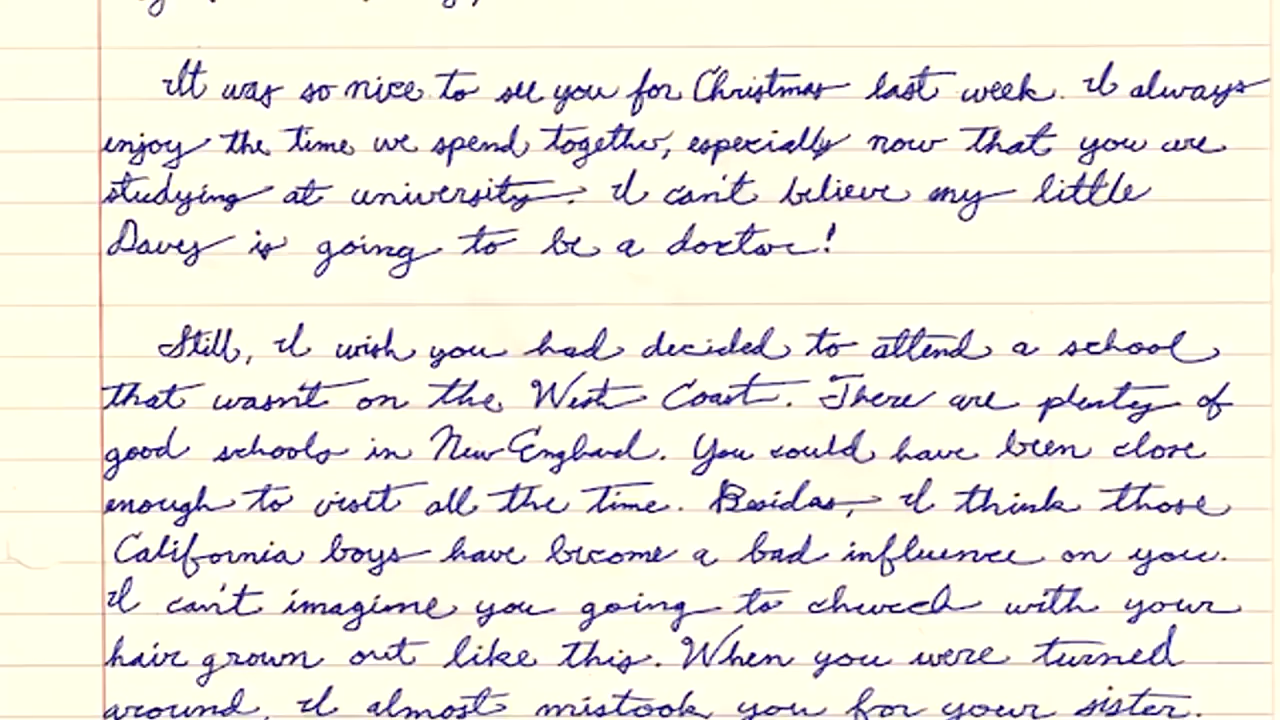 It was so nice to see you for Christmas last week. I always
enjoy the time we spend together, especially now that you are
studying at university. I can't believe my little
Davey is going to be a doctor!
Still, I wish you had decided to attend a school
that wasn't on the West Coast. There are plenty of
good schools in New England. You could have been close
enough to visit all the time. Besides, I think those
California boys have become a bad influence on you.
I can't imagine you going to church with your
hair grown out like this. When you were turned
around, I almost mistook you for your sister.